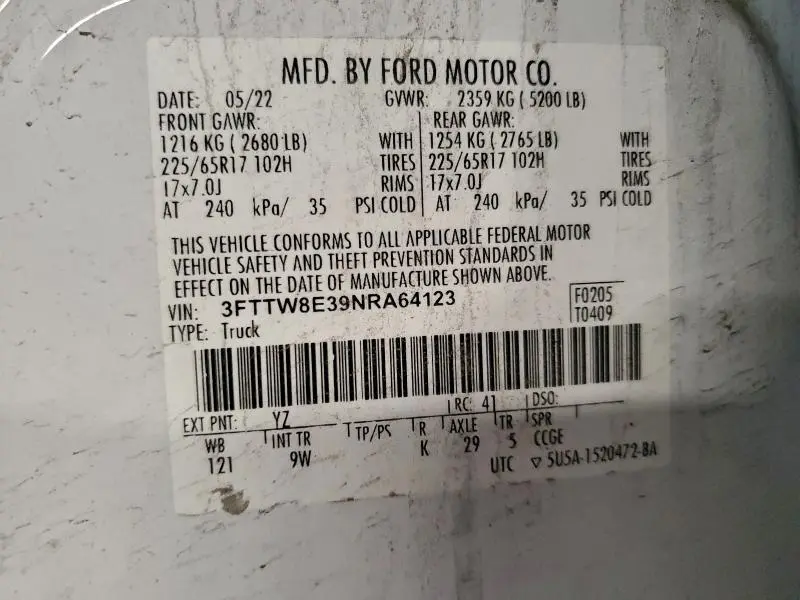 MFD. BY FORD MOTOR CO.
DATE: 05/22 GVWR: 2359 KG ( 5200 LB)
FRONT GAWR: REAR GAWR:
1216 KG ( 2680 LB) WITH 1254 KG ( 2765 LB) WITH
225/65R17 102H TIRES 225/65R17 102H TIRES
17x7.0J RIMS 17x7.0J RIMS
AT 240 kPa/ 35 PSI COLD AT 240 kPa/ 35 PSI COLD
THIS VEHICLE CONFORMS TO ALL APPLICABLE FEDERAL MOTOR
VEHICLE SAFETY AND THEFT PREVENTION STANDARDS IN
EFFECT ON THE DATE OF MANUFACTURE SHOWN ABOVE.
VIN: 3FTTW8E39NRA64123 F0205
TYPE: Truck T0409
EXT PNT: YZ RC: 41 DSO:
WB INT TR TP/PS R AXLE TR SPR
121 9W K 29 5 CCGE
UTC ▽ 5U5A-1520472-BA